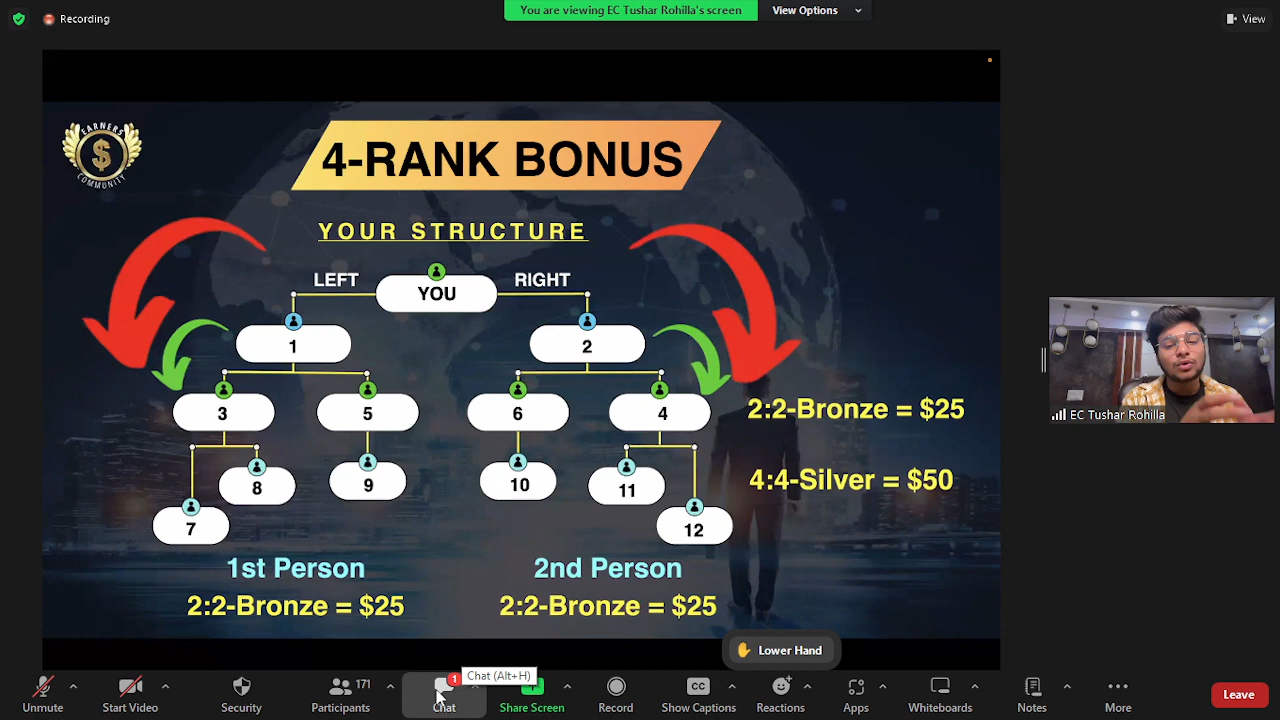 Recording
You are viewing EC Tushar Rohilla's screen
View Options
View
EARNERS
$
COMMUNITY
4-RANK BONUS
YOUR STRUCTURE
LEFT
YOU
RIGHT
1
2
3
5
6
4
2:2-Bronze = $25
7
8
9
10
11
12
4:4-Silver = $50
1st Person
2:2-Bronze = $25
2nd Person
2:2-Bronze = $25
EC Tushar Rohilla
Lower Hand
Chat (Alt+H)
1
171
CC
Unmute
Start Video
Security
Participants
Chat
Share Screen
Record
Show Captions
Reactions
Apps
Whiteboards
Notes
More
Leave